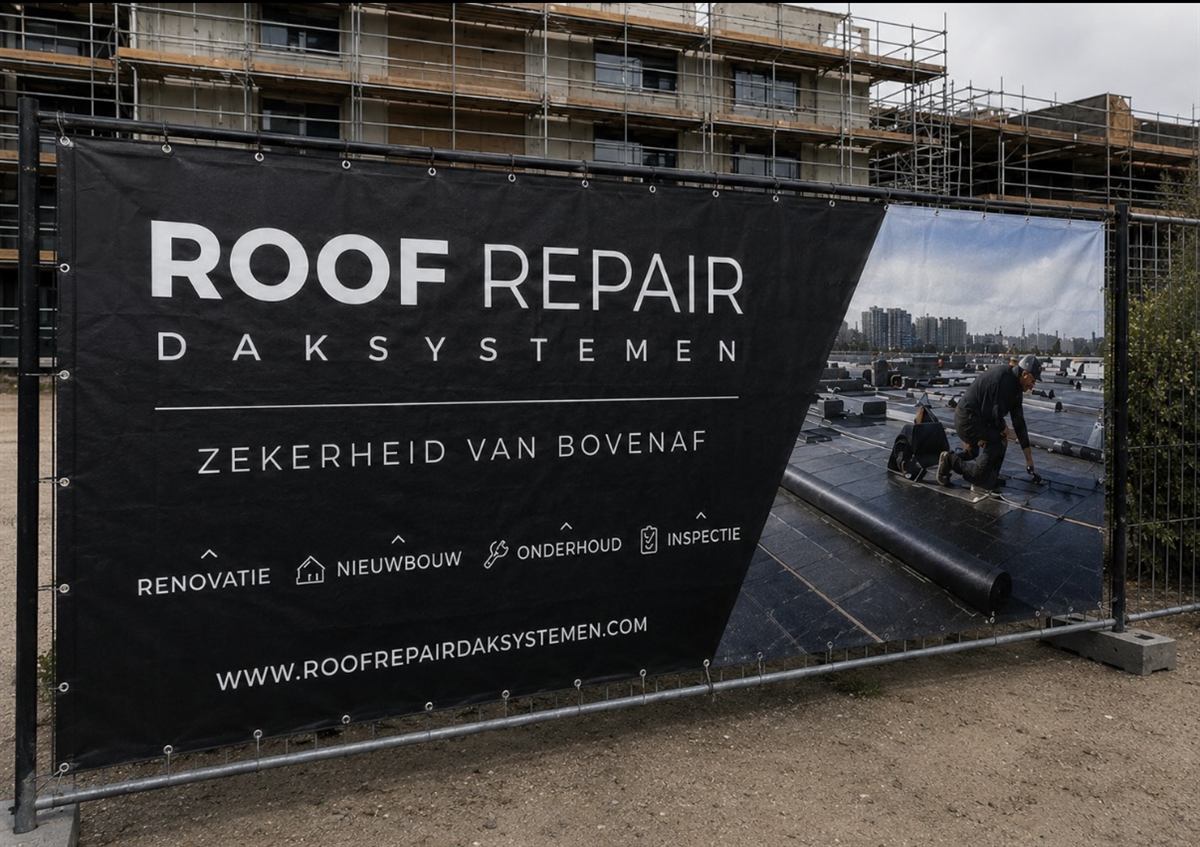 ROOF REPAIR
DAKSYSTEMEN
ZEKERHEID VAN BOVENAF
RENOVATIE NIEUWBOUW ONDERHOUD INSPECTIE
WWW.ROOFREPAIRDAKSYSTEMEN.COM